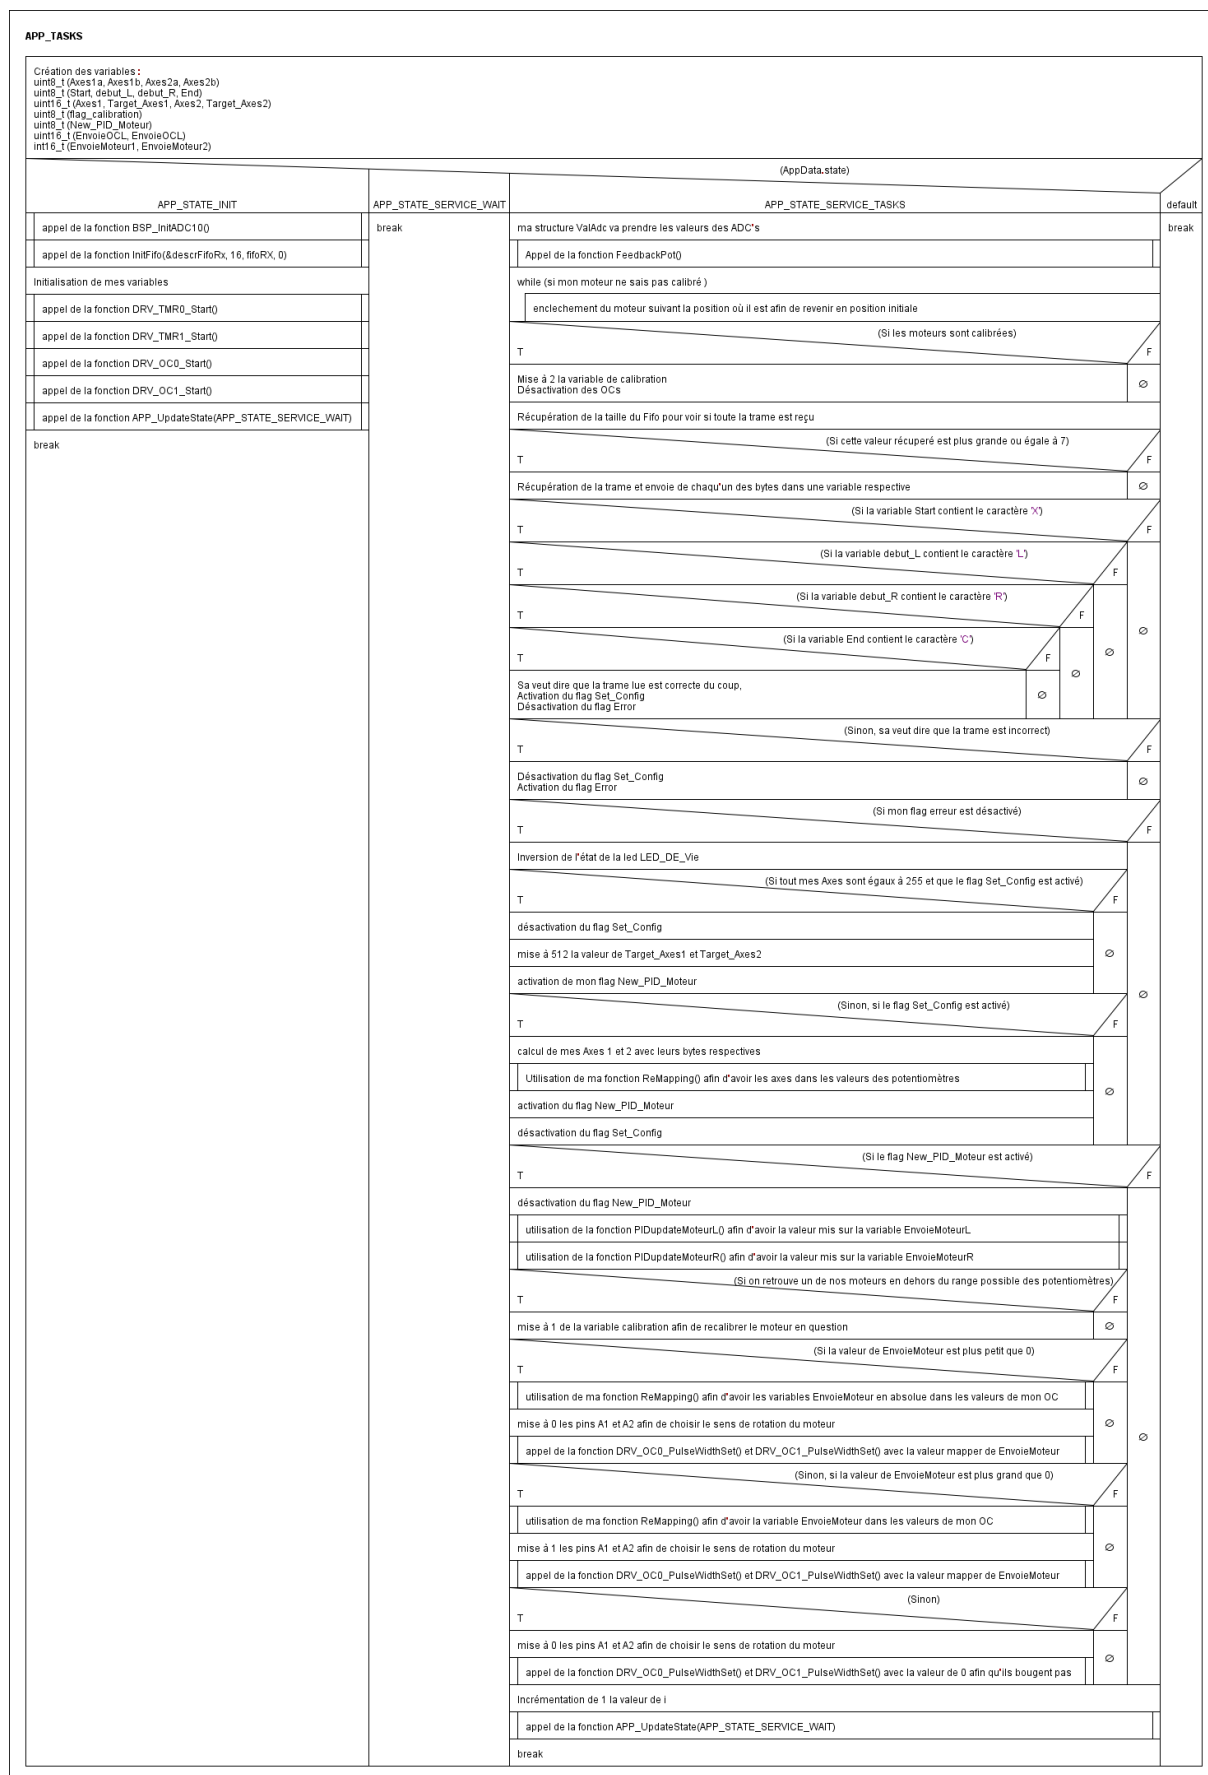 APP_TASKS
Création des variables :
uint8_t (Axes1a, Axes1b, Axes2a, Axes2b)
uint8_t (Start, debut_L, debut_R, End)
uint16_t (Axes1, Target_Axes1, Axes2, Target_Axes2)
uint8_t (flag_calibration)
uint8_t (New_PID_Moteur)
uint16_t (EnvoieOCL, EnvoieOCL)
int16_t (EnvoieMoteur1, EnvoieMoteur2)
(AppData.state)
APP_STATE_INIT
appel de la fonction BSP_InitADC10()
appel de la fonction InitFifo(&descrFifoRx, 16, fifoRX, 0)
Initialisation de mes variables
appel de la fonction DRV_TMR0_Start()
appel de la fonction DRV_TMR1_Start()
appel de la fonction DRV_OC0_Start()
appel de la fonction DRV_OC1_Start()
appel de la fonction APP_UpdateState(APP_STATE_SERVICE_WAIT)
break
APP_STATE_SERVICE_WAIT
break
APP_STATE_SERVICE_TASKS
ma structure ValAdc va prendre les valeurs des ADC's
Appel de la fonction FeedbackPot()
while (si mon moteur ne sais pas calibré )
enclechement du moteur suivant la position où il est afin de revenir en position initiale
(Si les moteurs sont calibrées)
T
F
Mise à 2 la variable de calibration
Désactivation des OCs
∅
Récupération de la taille du Fifo pour voir si toute la trame est reçu
(Si cette valeur récuperé est plus grande ou égale à 7)
T
F
Récupération de la trame et envoie de chaqu'un des bytes dans une variable respective
∅
(Si la variable Start contient le caractère 'X')
T
F
(Si la variable debut_L contient le caractère 'L')
T
F
(Si la variable debut_R contient le caractère 'R')
T
F
∅
(Si la variable End contient le caractère 'C')
T
F
∅
∅
Sa veut dire que la trame lue est correcte du coup,
Activation du flag Set_Config
Désactivation du flag Error
∅
(Sinon, sa veut dire que la trame est incorrect)
T
F
Désactivation du flag Set_Config
Activation du flag Error
∅
(Si mon flag erreur est désactivé)
T
F
Inversion de l'état de la led LED_DE_Vie
(Si tout mes Axes sont égaux à 255 et que le flag Set_Config est activé)
T
F
désactivation du flag Set_Config
mise à 512 la valeur de Target_Axes1 et Target_Axes2
∅
activation de mon flag New_PID_Moteur
∅
(Sinon, si le flag Set_Config est activé)
T
F
calcul de mes Axes 1 et 2 avec leurs bytes respectives
Utilisation de ma fonction ReMapping() afin d'avoir les axes dans les valeurs des potentiomètres
∅
activation du flag New_PID_Moteur
désactivation du flag Set_Config
(Si le flag New_PID_Moteur est activé)
T
F
désactivation du flag New_PID_Moteur
utilisation de la fonction PIDupdateMoteurL() afin d'avoir la valeur mis sur la variable EnvoieMoteurL
utilisation de la fonction PIDupdateMoteurR() afin d'avoir la valeur mis sur la variable EnvoieMoteurR
(Si on retrouve un de nos moteurs en dehors du range possible des potentiomètres)
T
F
mise à 1 de la variable calibration afin de recalibrer le moteur en question
∅
(Si la valeur de EnvoieMoteur est plus petit que 0)
T
F
utilisation de ma fonction ReMapping() afin d'avoir les variables EnvoieMoteur en absolue dans les valeurs de mon OC
mise à 0 les pins A1 et A2 afin de choisir le sens de rotation du moteur
∅
∅
appel de la fonction DRV_OC0_PulseWidthSet() et DRV_OC1_PulseWidthSet() avec la valeur mapper de EnvoieMoteur
(Sinon, si la valeur de EnvoieMoteur est plus grand que 0)
T
F
utilisation de ma fonction ReMapping() afin d'avoir la variable EnvoieMoteur dans les valeurs de mon OC
mise à 1 les pins A1 et A2 afin de choisir le sens de rotation du moteur
∅
appel de la fonction DRV_OC0_PulseWidthSet() et DRV_OC1_PulseWidthSet() avec la valeur mapper de EnvoieMoteur
(Sinon)
T
F
mise à 0 les pins A1 et A2 afin de choisir le sens de rotation du moteur
∅
appel de la fonction DRV_OC0_PulseWidthSet() et DRV_OC1_PulseWidthSet() avec la valeur de 0 afin qu'ils bougent pas
Incrémentation de 1 la valeur de i
appel de la fonction APP_UpdateState(APP_STATE_SERVICE_WAIT)
break
default
break